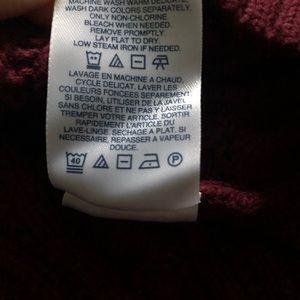 MACHINE WASH WARM DELICATE,
WASH DARK COLORS SEPARATELY,
ONLY NON-CHLORINE
BLEACH WHEN NEEDED.
REMOVE PROMPTLY.
LAY FLAT TO DRY.
LOW STEAM IRON IF NEEDED.
LAVAGE EN MACHINE A CHAUD,
CYCLE DELICAT. LAVER LES
COULEURS FONCEES SEPAREMENT.
SI BESOIN, UTILISER DE LA JAVEL
SANS CHLORE ET NE PAS Y LAISSER
TREMPER VOTRE ARTICLE. SORTIR
RAPIDEMENT L'ARTICLE DU
LAVE-LINGE. SECHAGE A PLAT. SI
NECESSAIRE, REPASSER A VAPEUR
DOUCE.
40 P